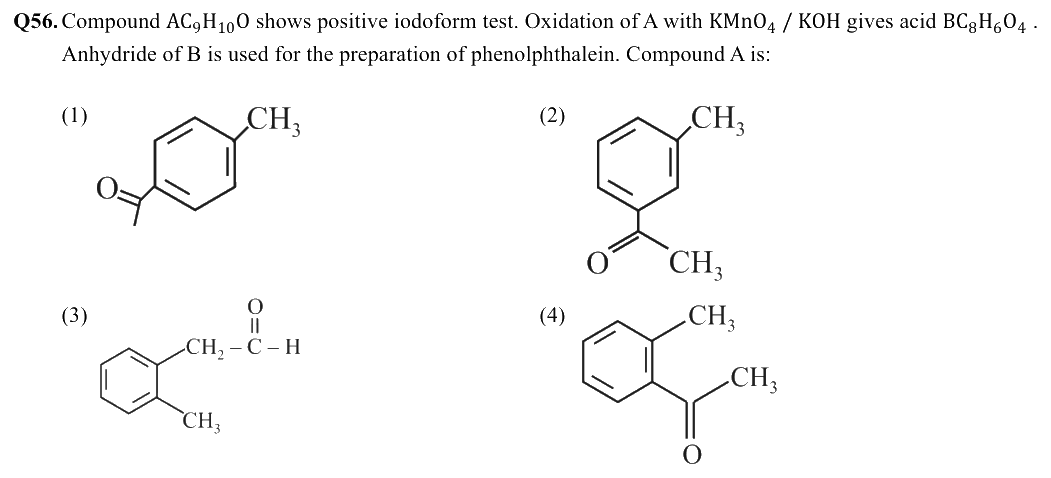 Q56. Compound AC₉H₁₀O shows positive iodoform test. Oxidation of A with KMnO₄ / KOH gives acid BC₈H₆O₄ .
Anhydride of B is used for the preparation of phenolphthalein. Compound A is:
(1)
CH₃
O
(2)
CH₃
O
CH₃
(3)
O
CH₂ – C – H
CH₃
(4)
CH₃
CH₃
O